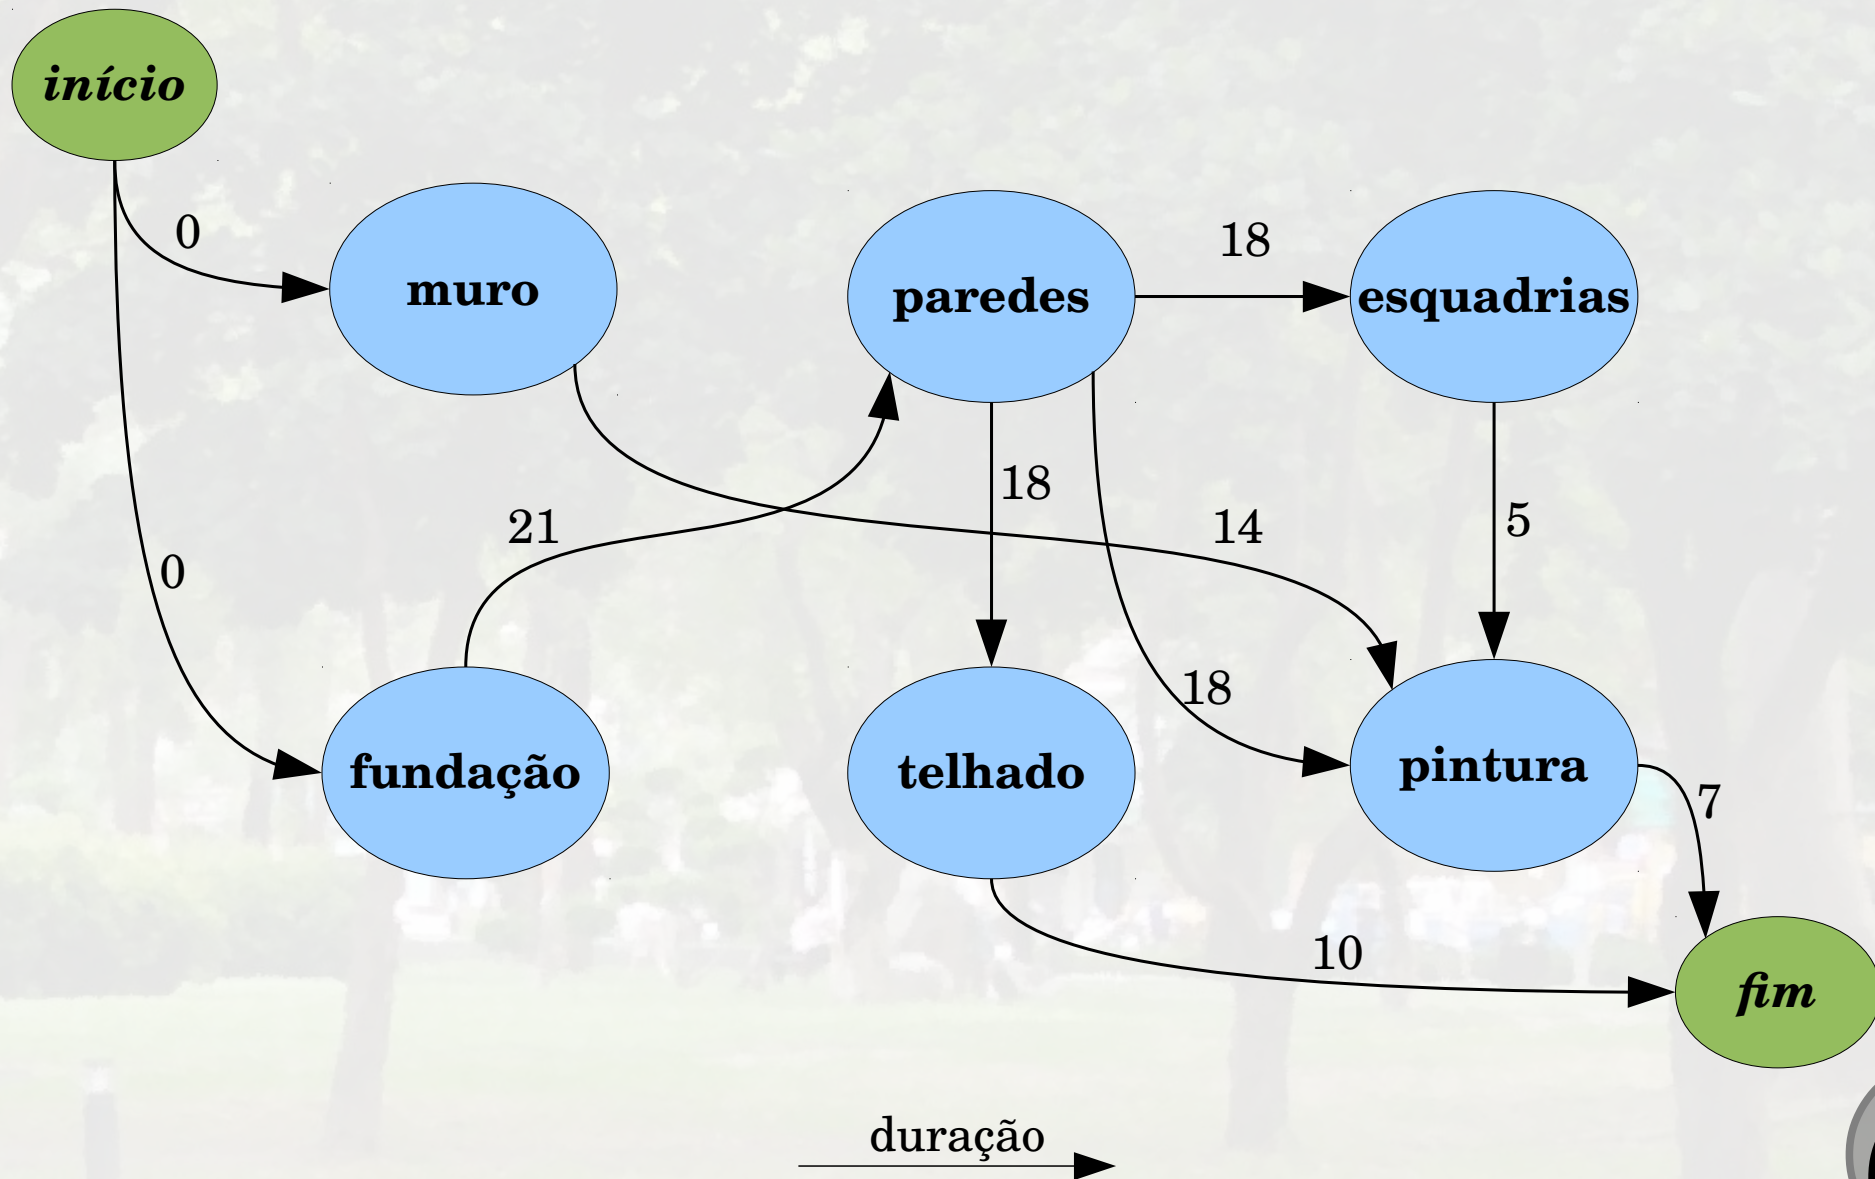 início
0
muro
paredes
18
esquadrias
0
21
18
14
5
18
fundação
telhado
pintura
7
10
fim
duração